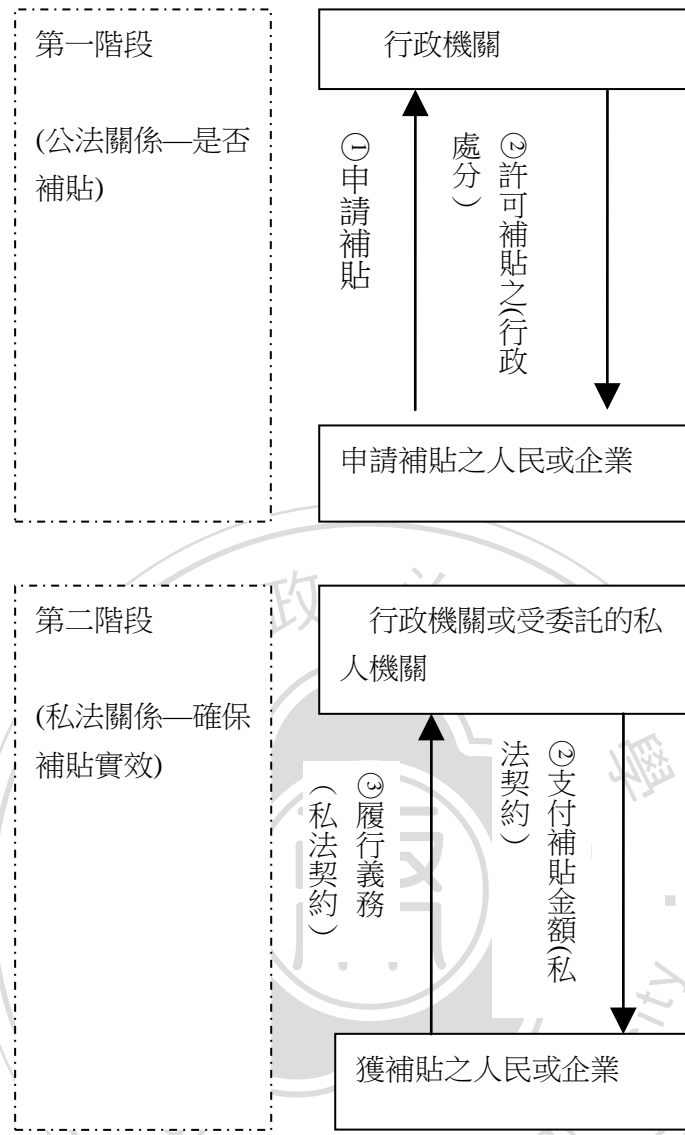 第一階段
(公法關係—是否
補貼)
行政機關
①申請補貼
②許可補貼之(行政
處分)
申請補貼之人民或企業
第二階段
(私法關係—確保
補貼實效)
行政機關或受委託的私
人機關
③履行義務
(私法契約)
②支付補貼金額(私
法契約)
獲補貼之人民或企業
政
學
ity